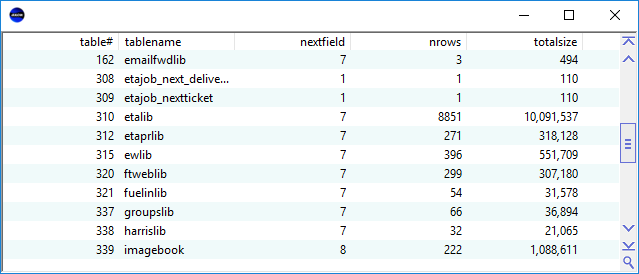 table# tablename nextfield nrows totalsize
162 emailfwdlib 7 3 494
308 etajob_next_delive... 1 1 110
309 etajob_nextticket 1 1 110
310 etalib 7 8851 10,091,537
312 etaprlib 7 271 318,128
315 ewlib 7 396 551,709
320 ftweblib 7 299 307,180
321 fuelinlib 7 54 31,578
337 groupslib 7 66 36,894
338 harrislib 7 32 21,065
339 imagebook 8 222 1,088,611